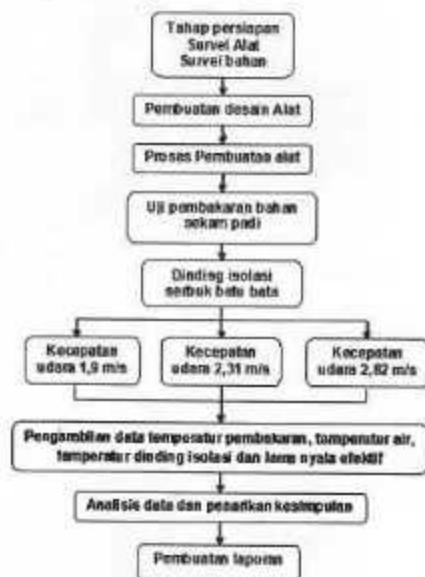 Tahap persiapan
Survei Alat
Survei bahan
Pembuatan desain Alat
Proses Pembuatan alat
Uji pembakaran bahan
sekam padi
Dinding isolasi
serbuk batu bata
Kecepatan
udara 1,9 m/s
Kecepatan
udara 2,31 m/s
Kecepatan
udara 2,82 m/s
Pengambilan data temperatur pembakaran, temperatur air,
temperatur dinding isolasi dan lama nyala efektif
Analisis data dan penarikan kesimpulan
Pembuatan laporan